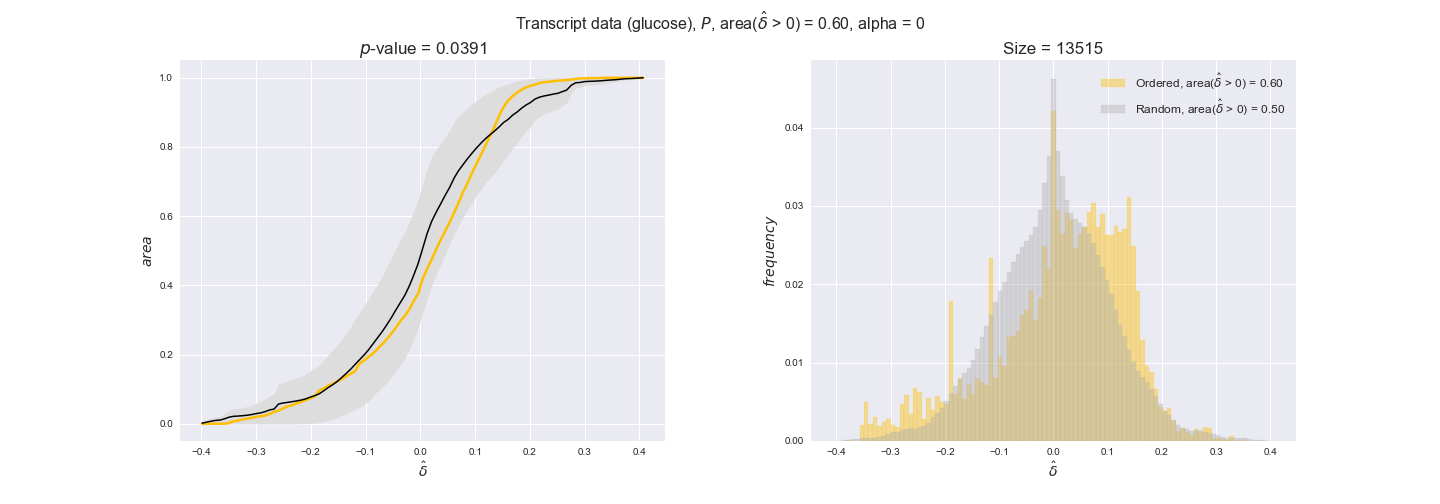 Transcript data (glucose), P, area(δ̂ > 0) = 0.60, alpha = 0
p-value = 0.0391
1.0
0.8
0.6
0.4
0.2
0.0
area
−0.4 −0.3 −0.2 −0.1 0.0 0.1 0.2 0.3 0.4
δ̂
Size = 13515
Ordered, area(δ̂ > 0) = 0.60
Random, area(δ̂ > 0) = 0.50
0.04
0.03
0.02
0.01
0.00
frequency
−0.4 −0.3 −0.2 −0.1 0.0 0.1 0.2 0.3 0.4
δ̂